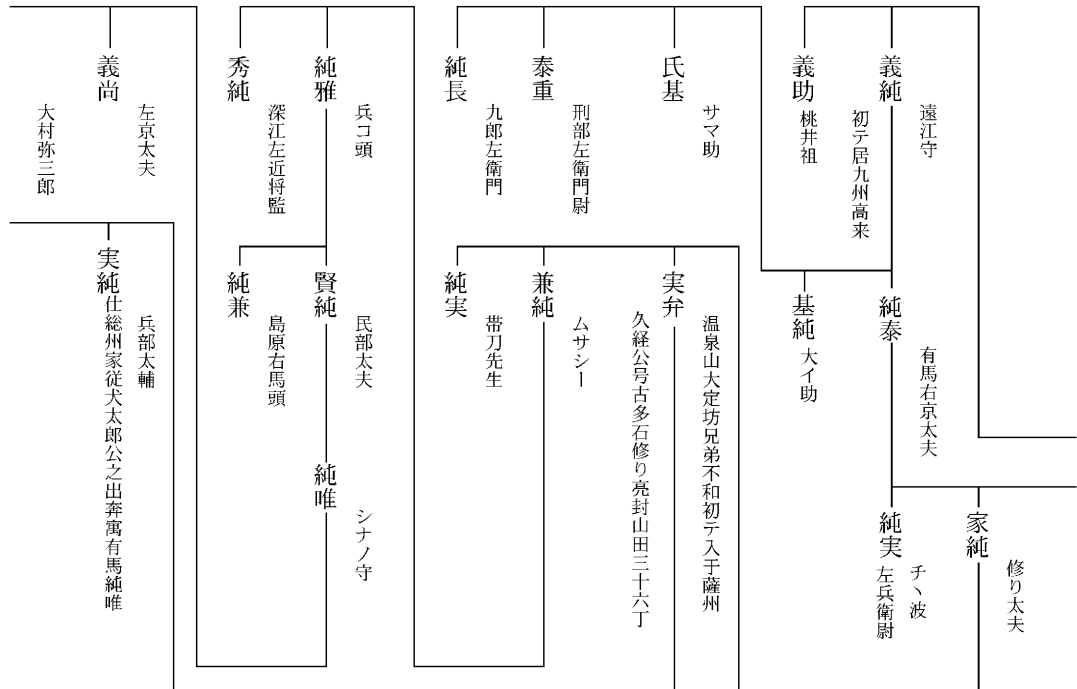 義純
遠江守
初テ居九州高来
義助
桃井祖
氏基
サマ助
泰重
刑部左衛門尉
純長
九郎左衛門
純雅
兵コ頭
秀純
深江左近将監
義尚
左京太夫
大村弥三郎
純泰
有馬右京太夫
基純
大イ助
実弁
温泉山大定坊兄弟不和初テ入于薩州
久経公号古多石修り亮封山田三十六丁
兼純
ムサシー
純実
帯刀先生
賢純
民部太夫
純兼
島原右馬頭
実純
兵部太輔
仕総州家従犬太郎公之出奔寓有馬純唯
純唯
シナノ守
家純
修り太夫
純実
チヽ波
左兵衛尉